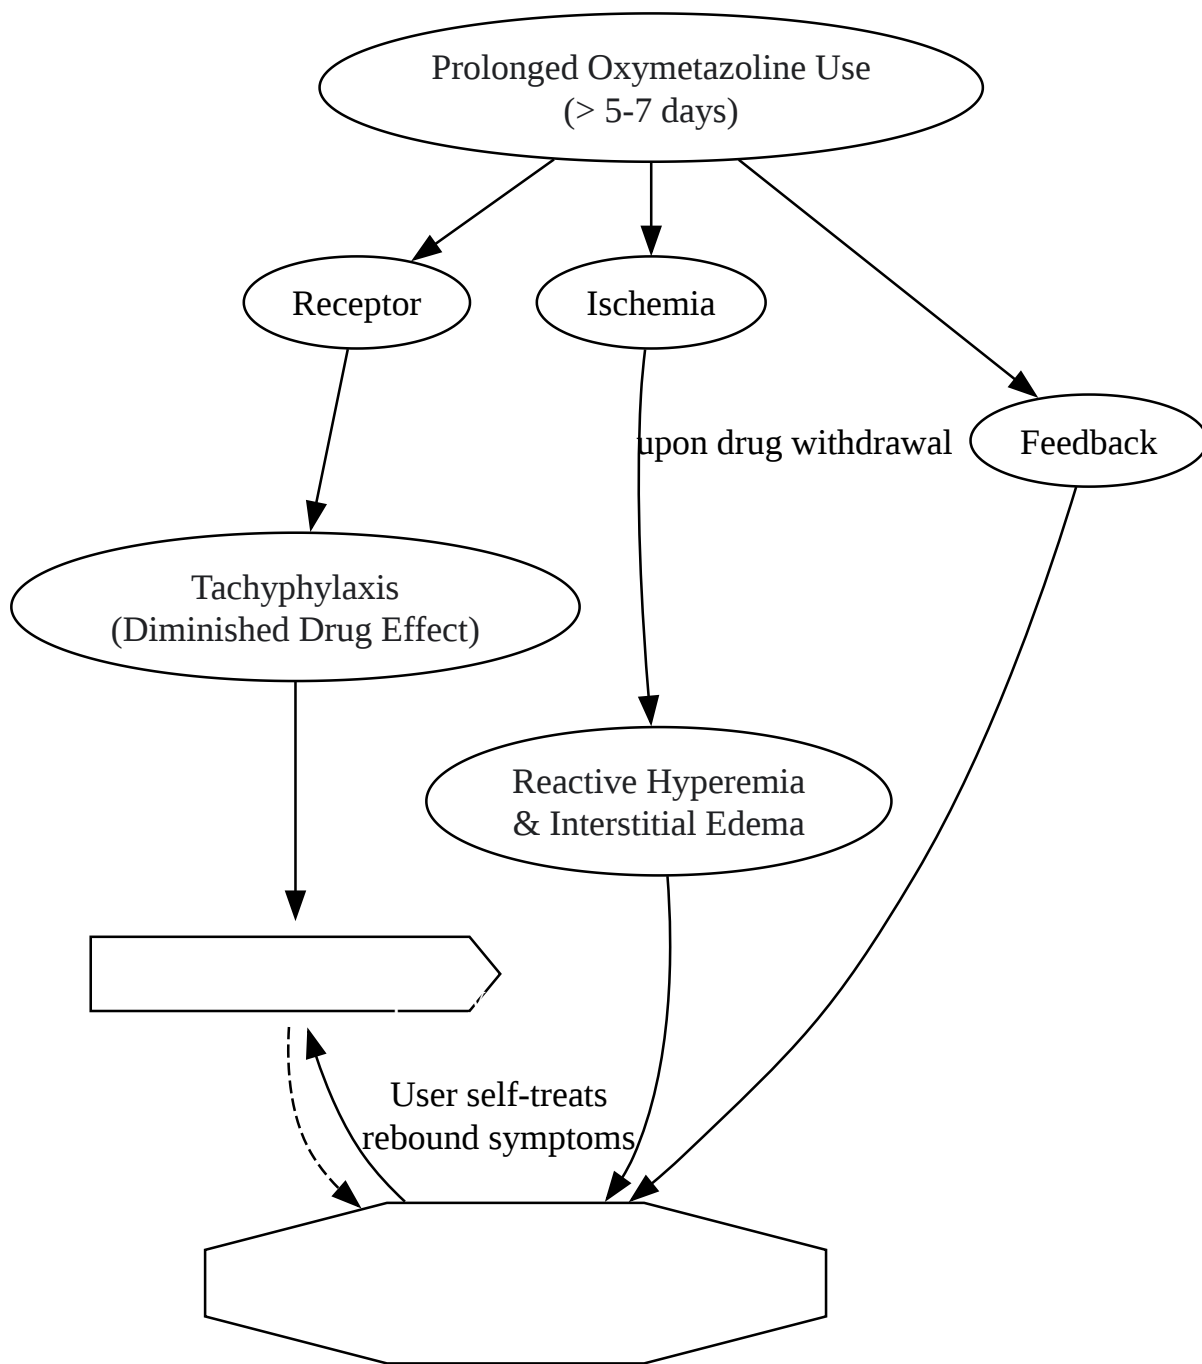 Prolonged Oxymetazoline Use
(> 5-7 days)
Receptor
Ischemia
upon drug withdrawal
Feedback
Tachyphylaxis
(Diminished Drug Effect)
Reactive Hyperemia
& Interstitial Edema
User self-treats
rebound symptoms